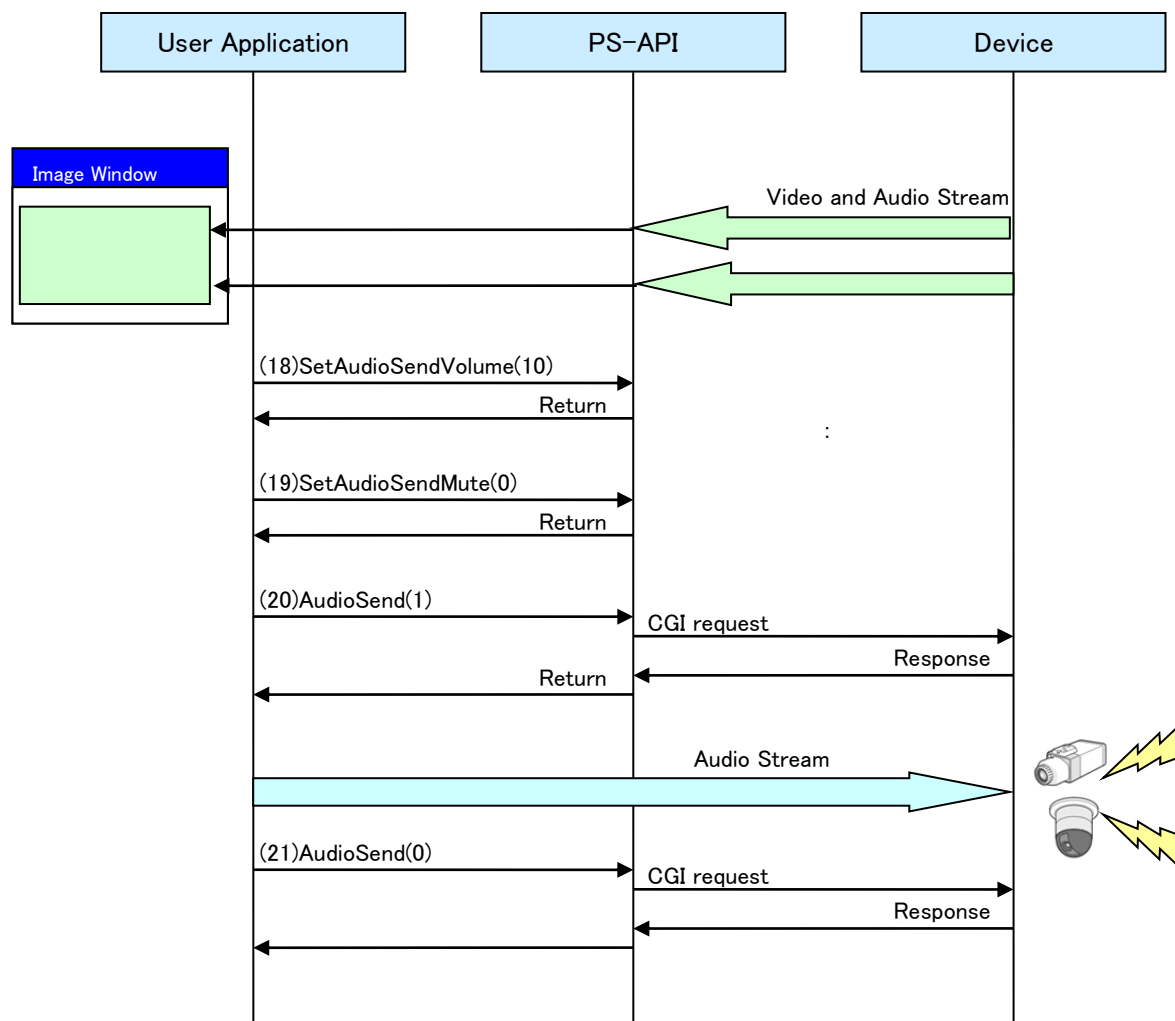 User Application
PS-API
Device
Image Window
Video and Audio Stream
(18)SetAudioSendVolume(10)
Return
:
(19)SetAudioSendMute(0)
Return
(20)AudioSend(1)
CGI request
Response
Return
Audio Stream
(21)AudioSend(0)
CGI request
Response